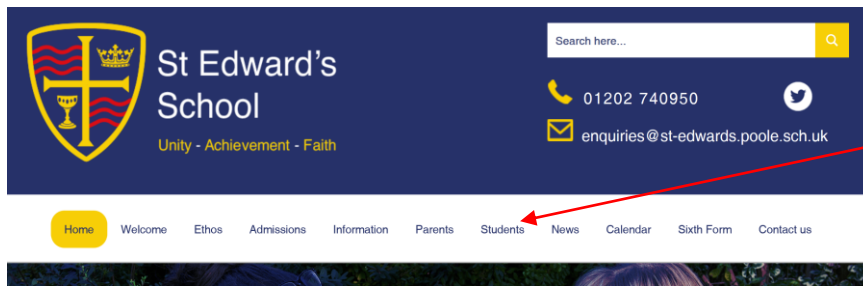 St Edward's
School
Unity - Achievement - Faith
Search here...
01202 740950
enquiries@st-edwards.poole.sch.uk
Home Welcome Ethos Admissions Information Parents Students News Calendar Sixth Form Contact us